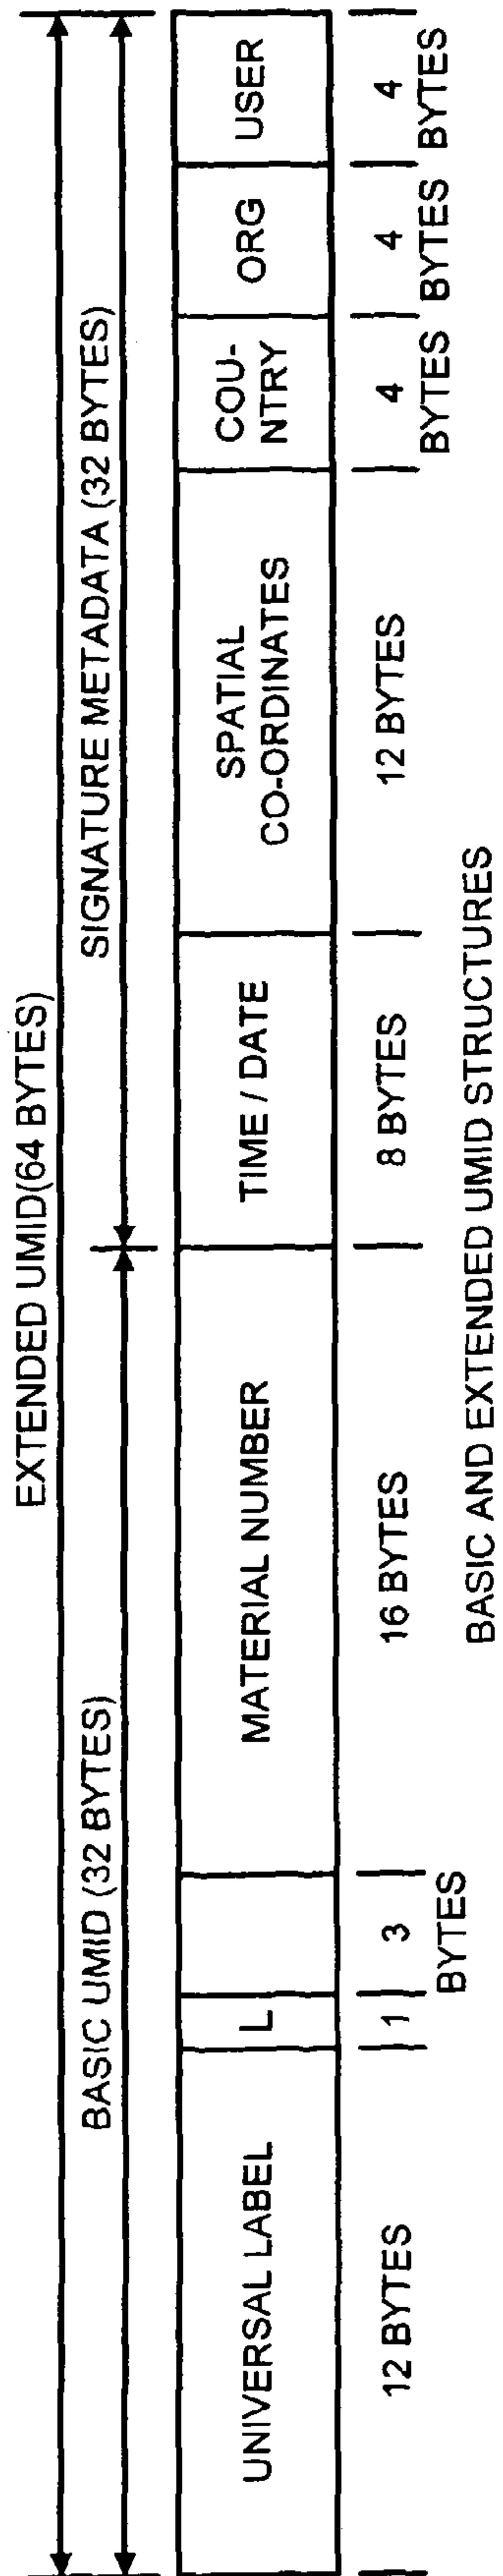 EXTENDED UMID(64 BYTES)
BASIC UMID (32 BYTES)
SIGNATURE METADATA (32 BYTES)
UNIVERSAL LABEL
L
MATERIAL NUMBER
TIME / DATE
SPATIAL
CO-ORDINATES
COU-
NTRY
ORG
USER
12 BYTES
1
3
BYTES
16 BYTES
8 BYTES
12 BYTES
4
BYTES
4
BYTES
4
BYTES
BASIC AND EXTENDED UMID STRUCTURES